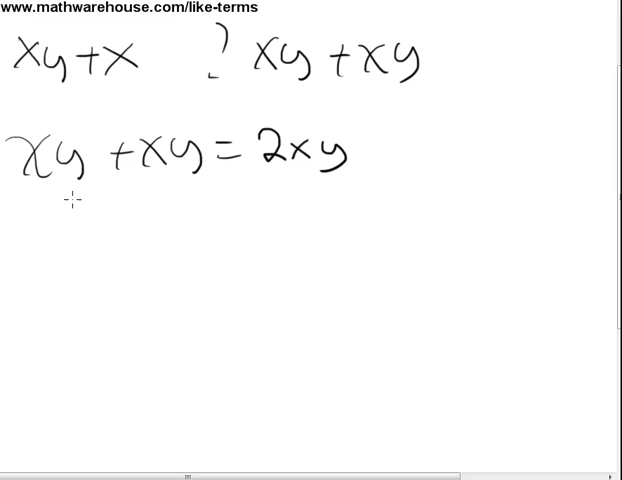 www.mathwarehouse.com/like-terms
xy + x ? xy + xy
xy + xy = 2xy